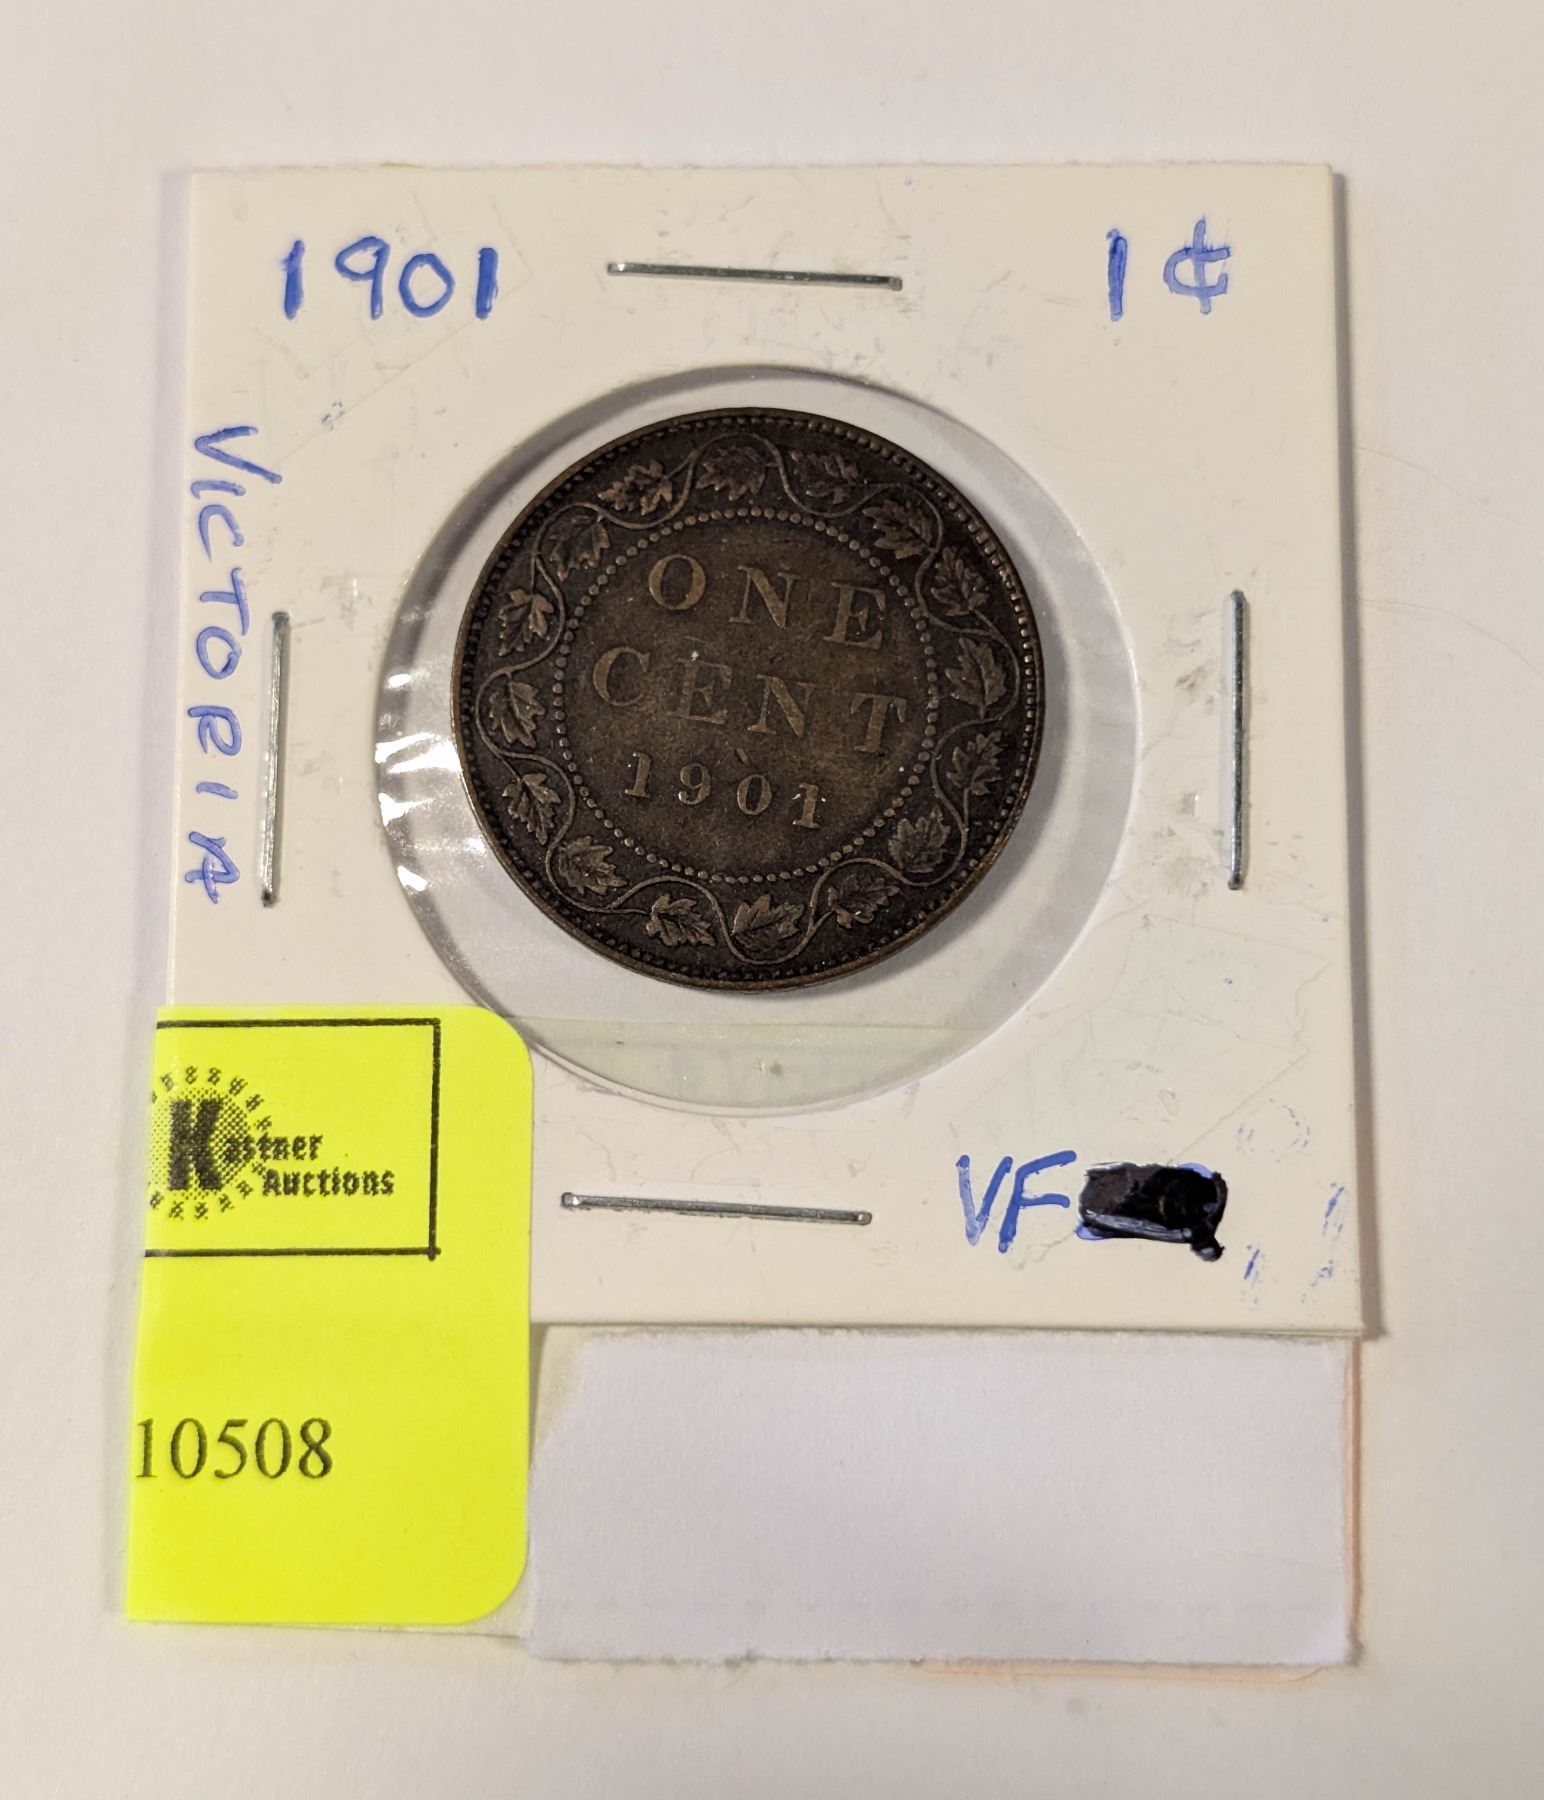 1901
1¢
VICTORIA
ONE
CENT
1901
VF
Kastner
Auctions
10508